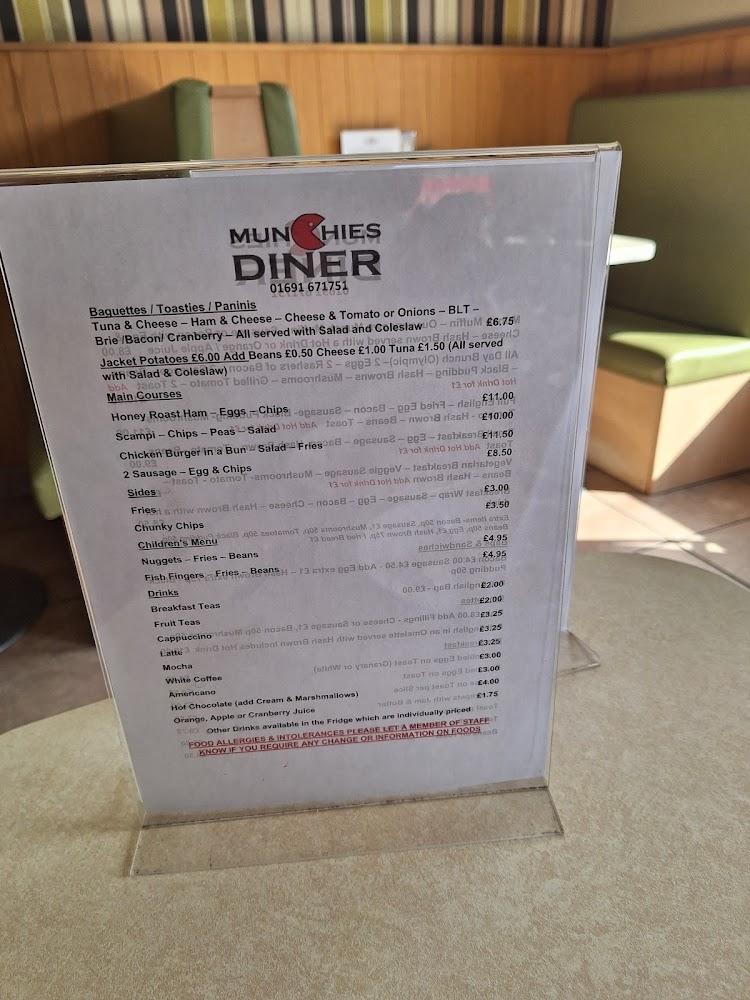 MUNCHIES
DINER
01691 671751
Baguettes / Toasties / Paninis
Tuna & Cheese – Ham & Cheese – Cheese & Tomato or Onions – BLT –
Brie /Bacon/ Cranberry – All served with Salad and Coleslaw £6.75
Jacket Potatoes £6.00 Add Beans £0.50 Cheese £1.00 Tuna £1.50 (All served
with Salad & Coleslaw)
Main Courses
Honey Roast Ham – Eggs – Chips £11.00
Scampi – Chips – Peas – Salad £10.00
Chicken Burger in a Bun – Salad – Fries £11.50
2 Sausage – Egg & Chips £8.50
Sides
Fries £3.00
Chunky Chips £3.50
Children's Menu
Nuggets – Fries – Beans £4.95
Fish Fingers – Fries – Beans £4.95
Drinks
Breakfast Teas £2.00
Fruit Teas £2.00
Cappuccino £3.25
Latte £3.25
Mocha £3.25
White Coffee £3.00
Americano £3.00
Hot Chocolate (add Cream & Marshmallows) £4.00
Orange, Apple or Cranberry Juice £1.75
Other Drinks available in the Fridge which are individually priced
FOOD ALLERGIES & INTOLERANCES PLEASE LET A MEMBER OF STAFF
KNOW IF YOU REQUIRE ANY CHANGE OR INFORMATION ON FOODS